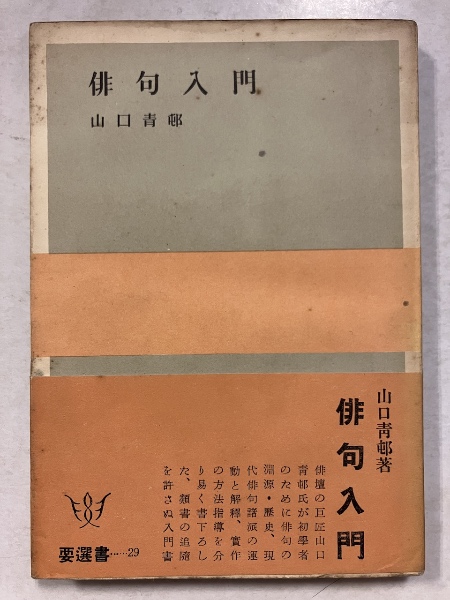 俳句入門
山口青邨
山口靑邨著
俳句入門
俳壇の巨匠山口
青邨氏が初學者
のために俳句の
淵源・歴史、現
代俳句諸派の運
動と解釋、實作
の方法指導を分
り易く書下ろし
た、類書の追隨
を許さぬ入門書
要選書……29